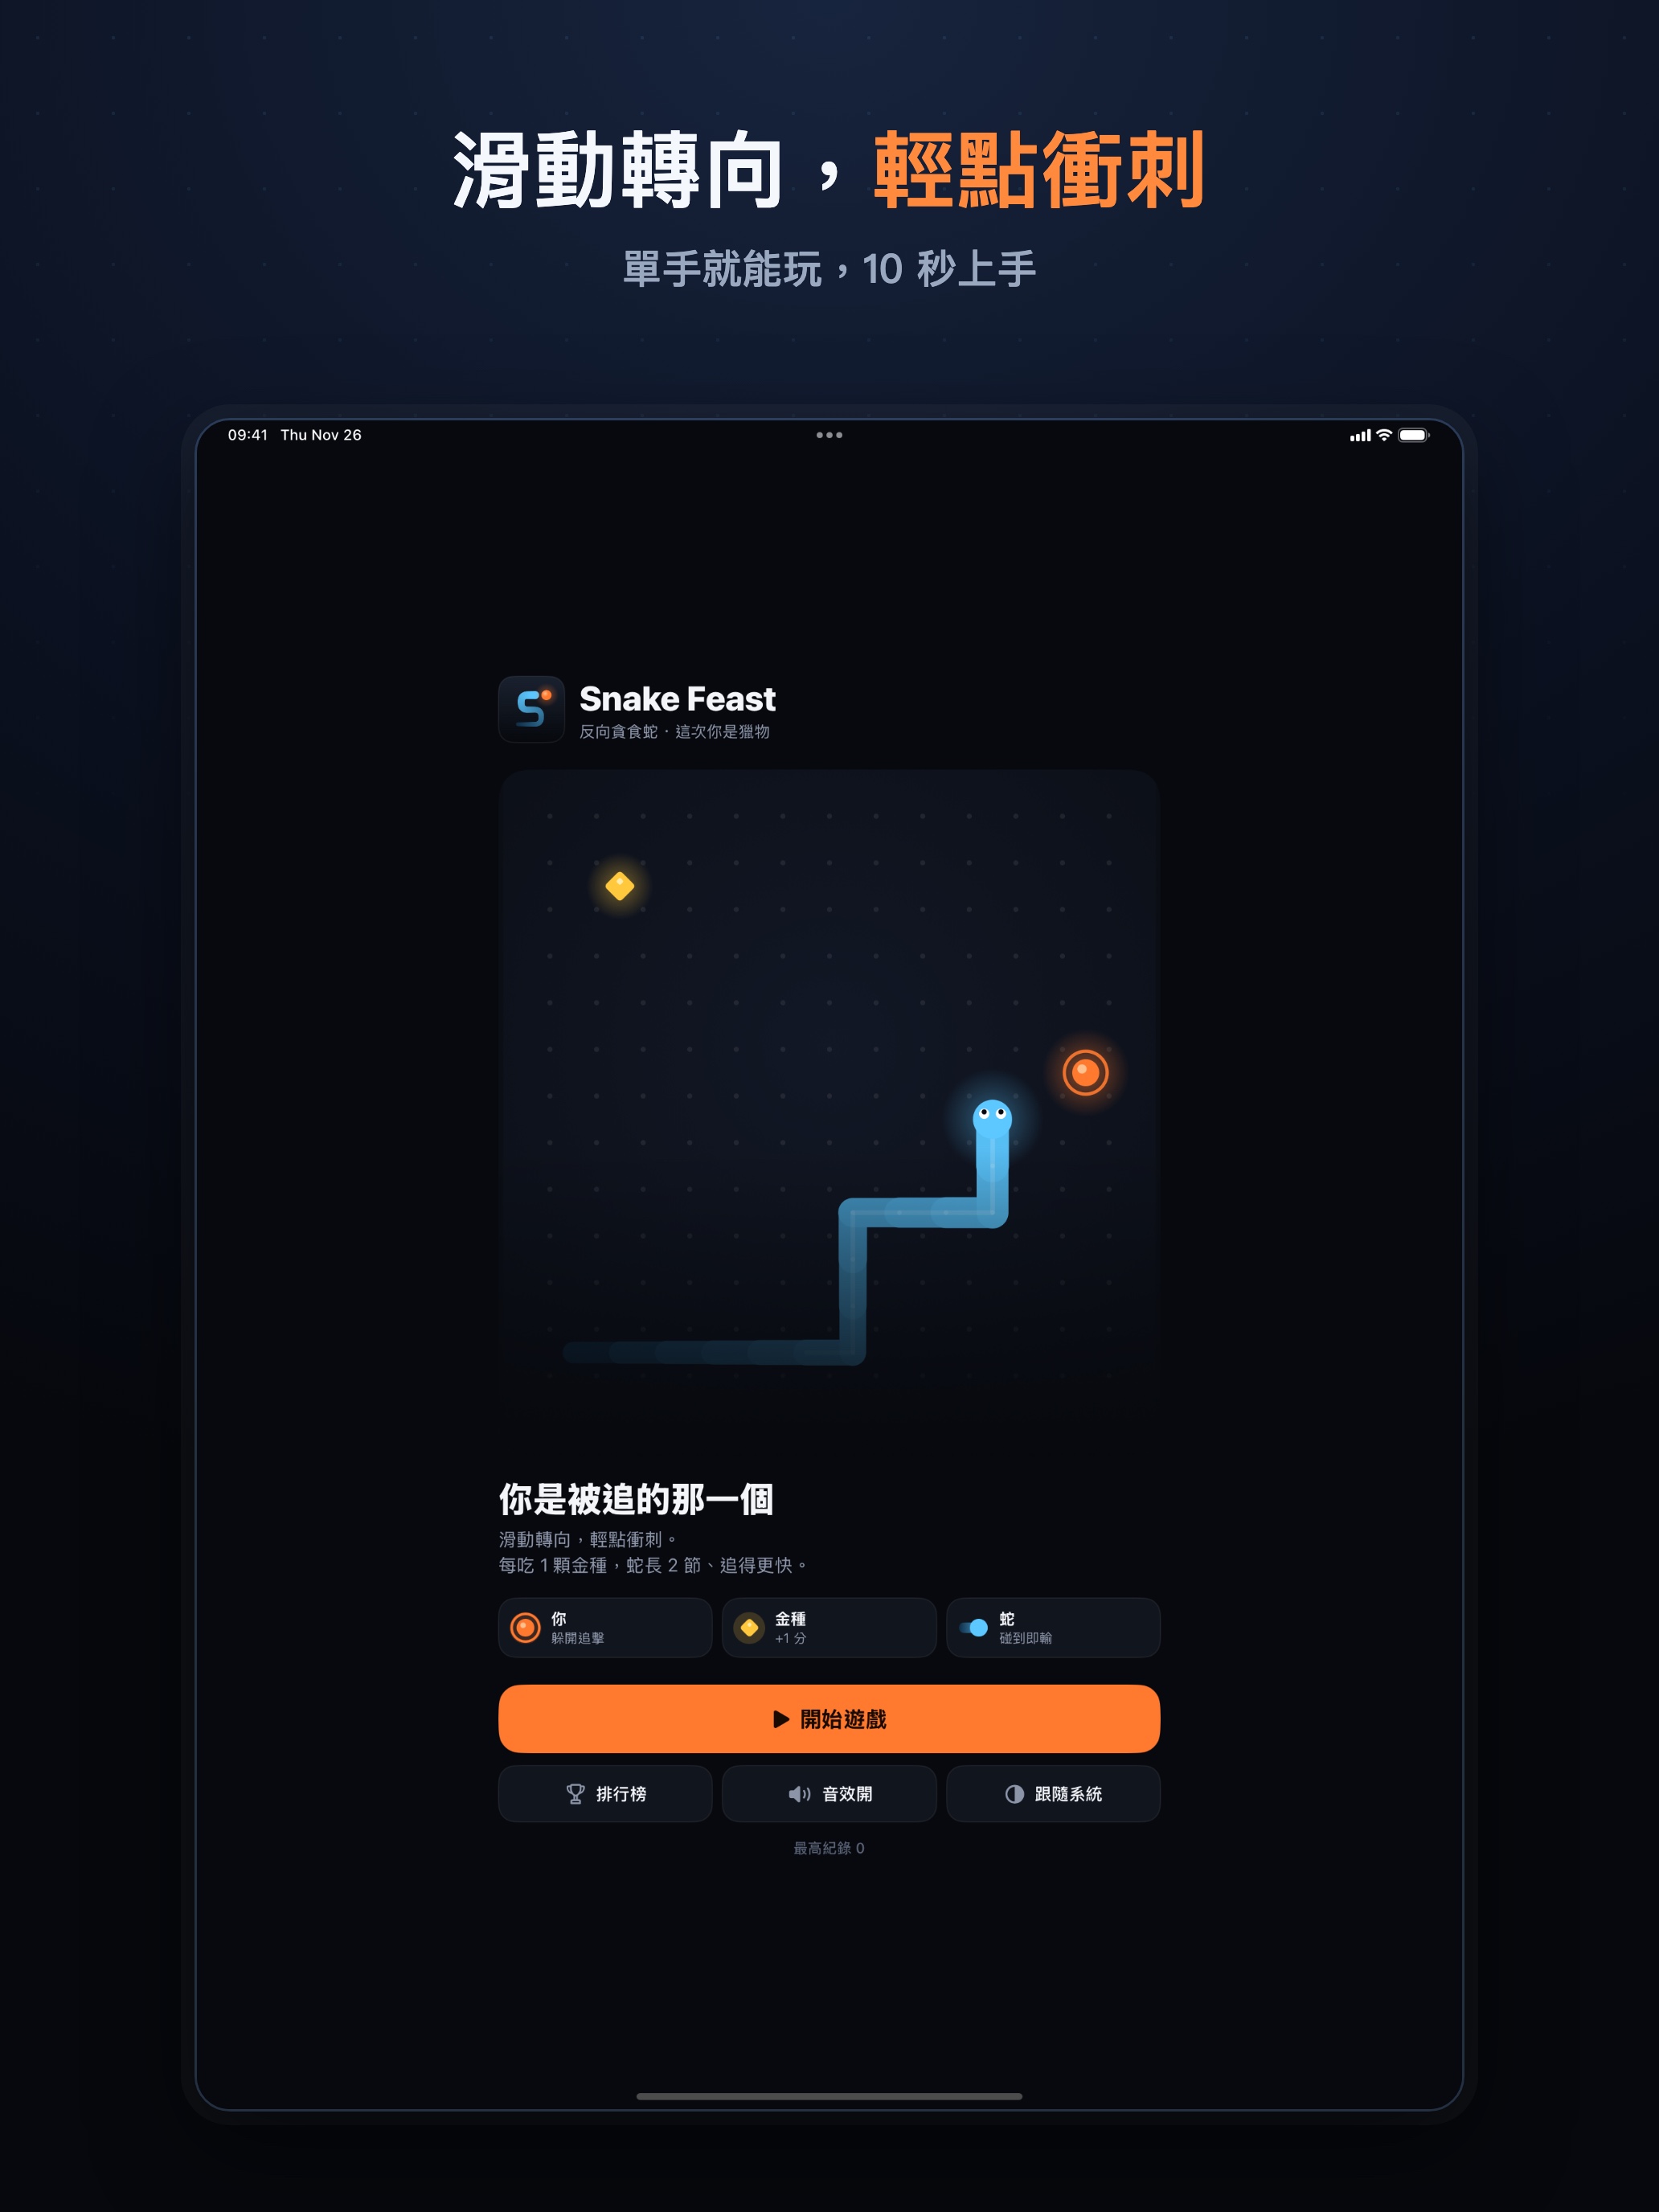 滑動轉向，輕點衝刺
單手就能玩，10 秒上手
09:41 Thu Nov 26
Snake Feast
反向貪食蛇 · 這次你是獵物
你是被追的那一個
滑動轉向，輕點衝刺。
每吃 1 顆金種，蛇長 2 節、追得更快。
你
躲開追擊
金種
+1 分
蛇
碰到即輸
開始遊戲
排行榜
音效開
跟隨系統
最高紀錄 0